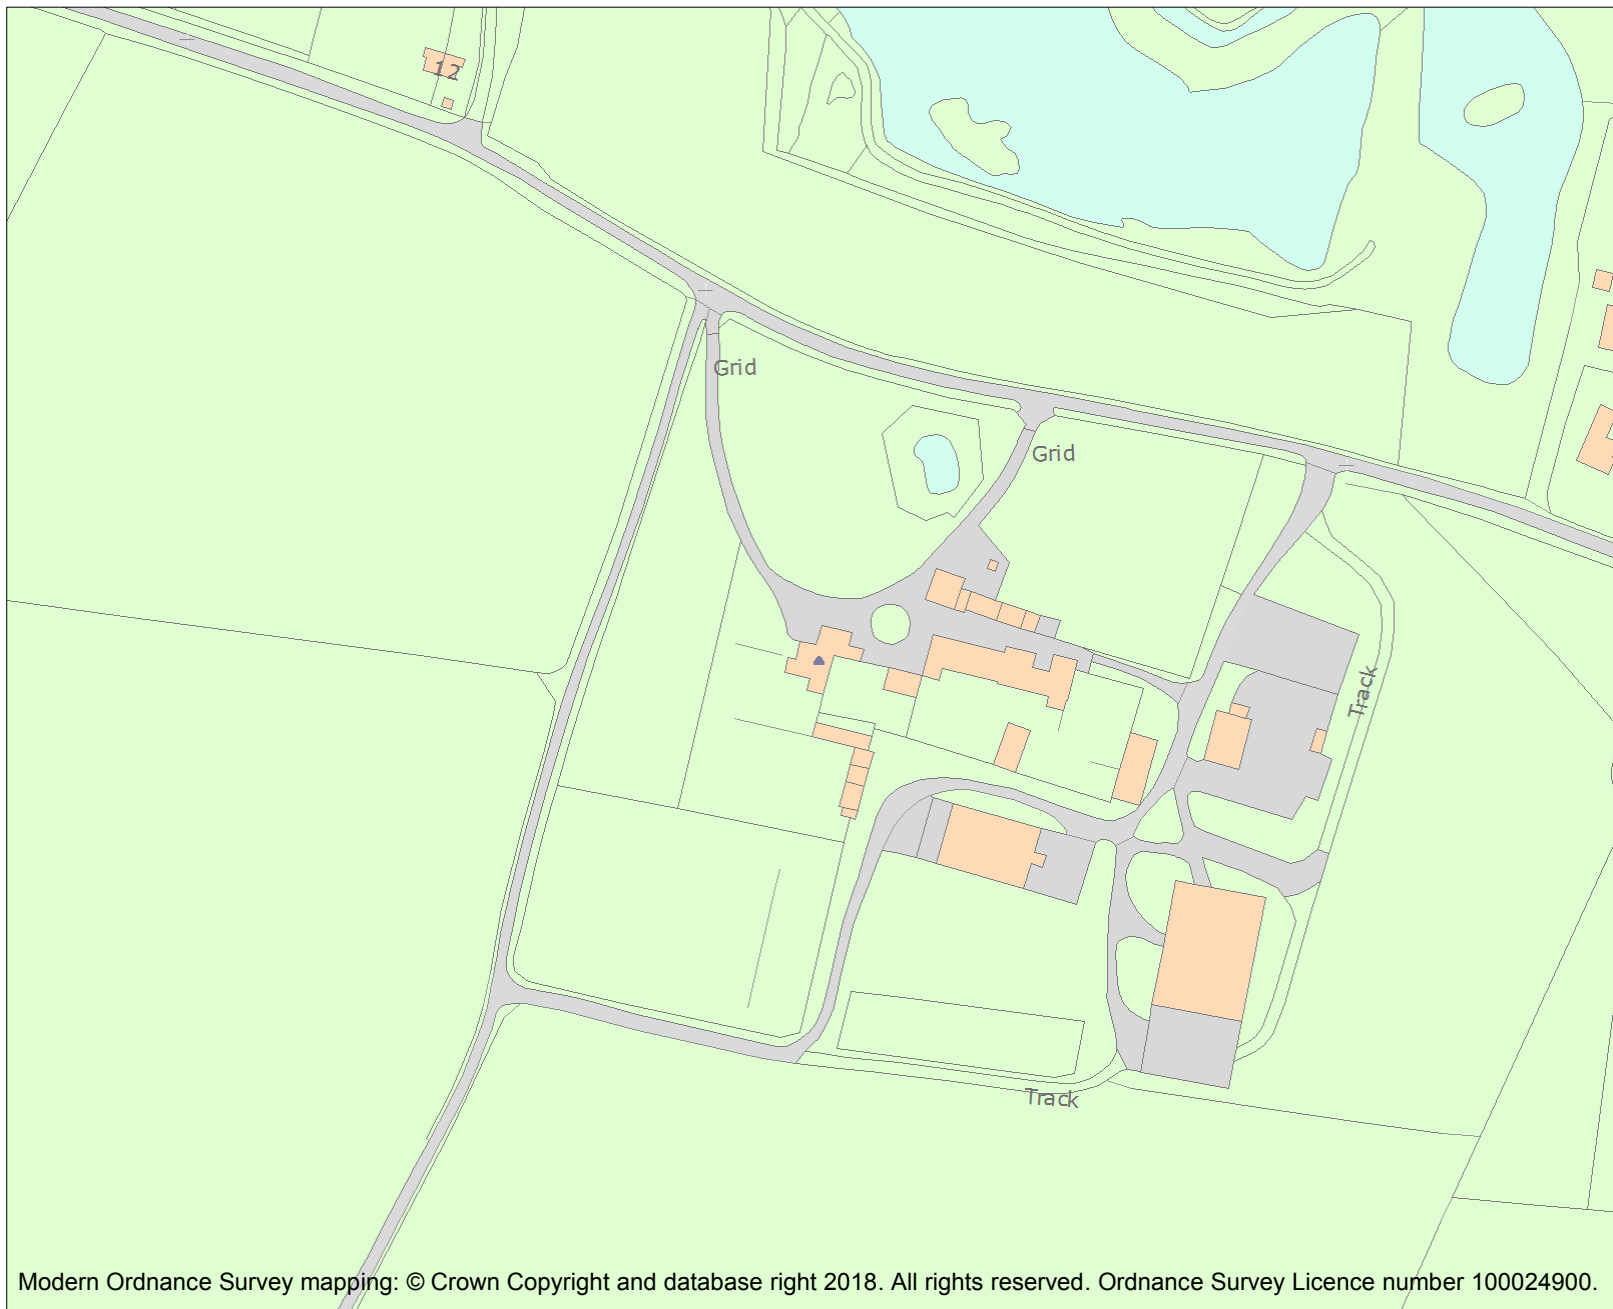 12
Grid
Grid
Track
Track
Modern Ordnance Survey mapping: © Crown Copyright and database right 2018. All rights reserved. Ordnance Survey Licence number 100024900.